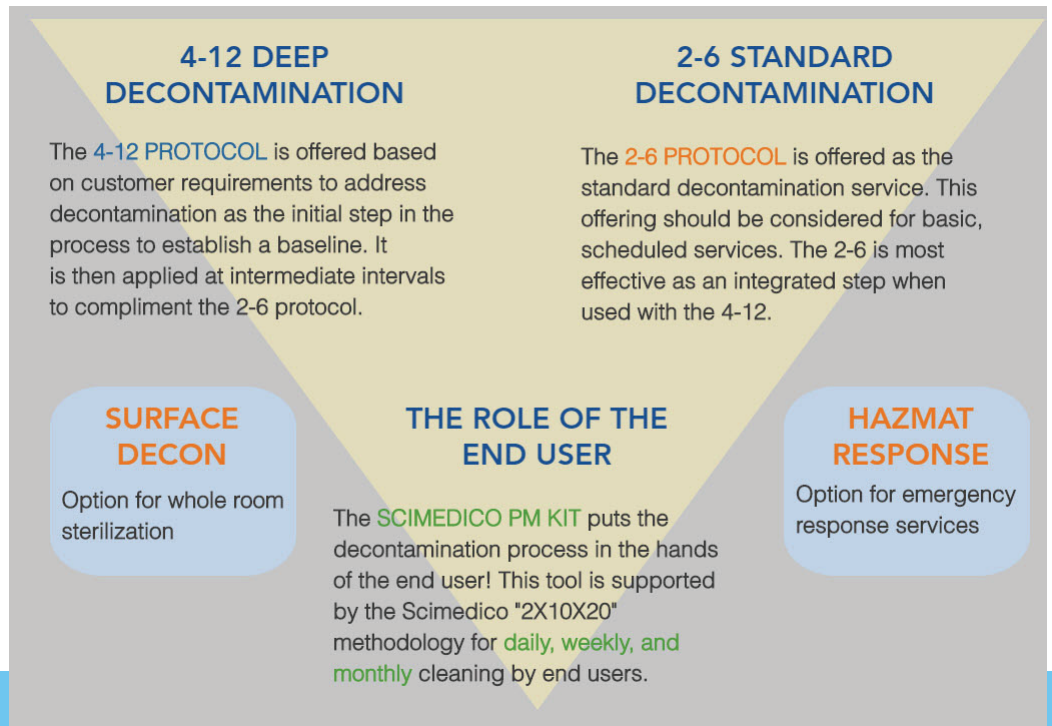 4-12 DEEP
DECONTAMINATION
The 4-12 PROTOCOL is offered based
on customer requirements to address
decontamination as the initial step in the
process to establish a baseline. It
is then applied at intermediate intervals
to compliment the 2-6 protocol.
2-6 STANDARD
DECONTAMINATION
The 2-6 PROTOCOL is offered as the
standard decontamination service. This
offering should be considered for basic,
scheduled services. The 2-6 is most
effective as an integrated step when
used with the 4-12.
SURFACE
DECON
Option for whole room
sterilization
THE ROLE OF THE
END USER
The SCIMEDICO PM KIT puts the
decontamination process in the hands
of the end user! This tool is supported
by the Scimedico "2X10X20"
methodology for daily, weekly, and
monthly cleaning by end users.
HAZMAT
RESPONSE
Option for emergency
response services